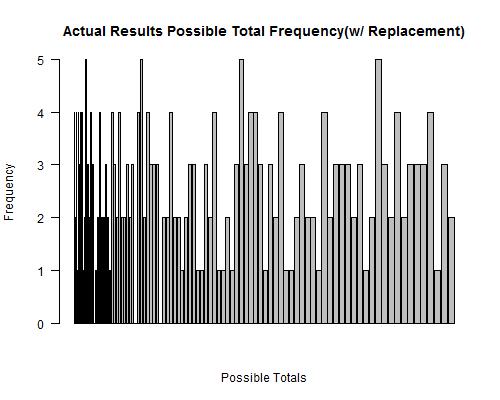 Actual Results Possible Total Frequency(w/ Replacement)
5
4
3
2
1
0
Frequency
Possible Totals